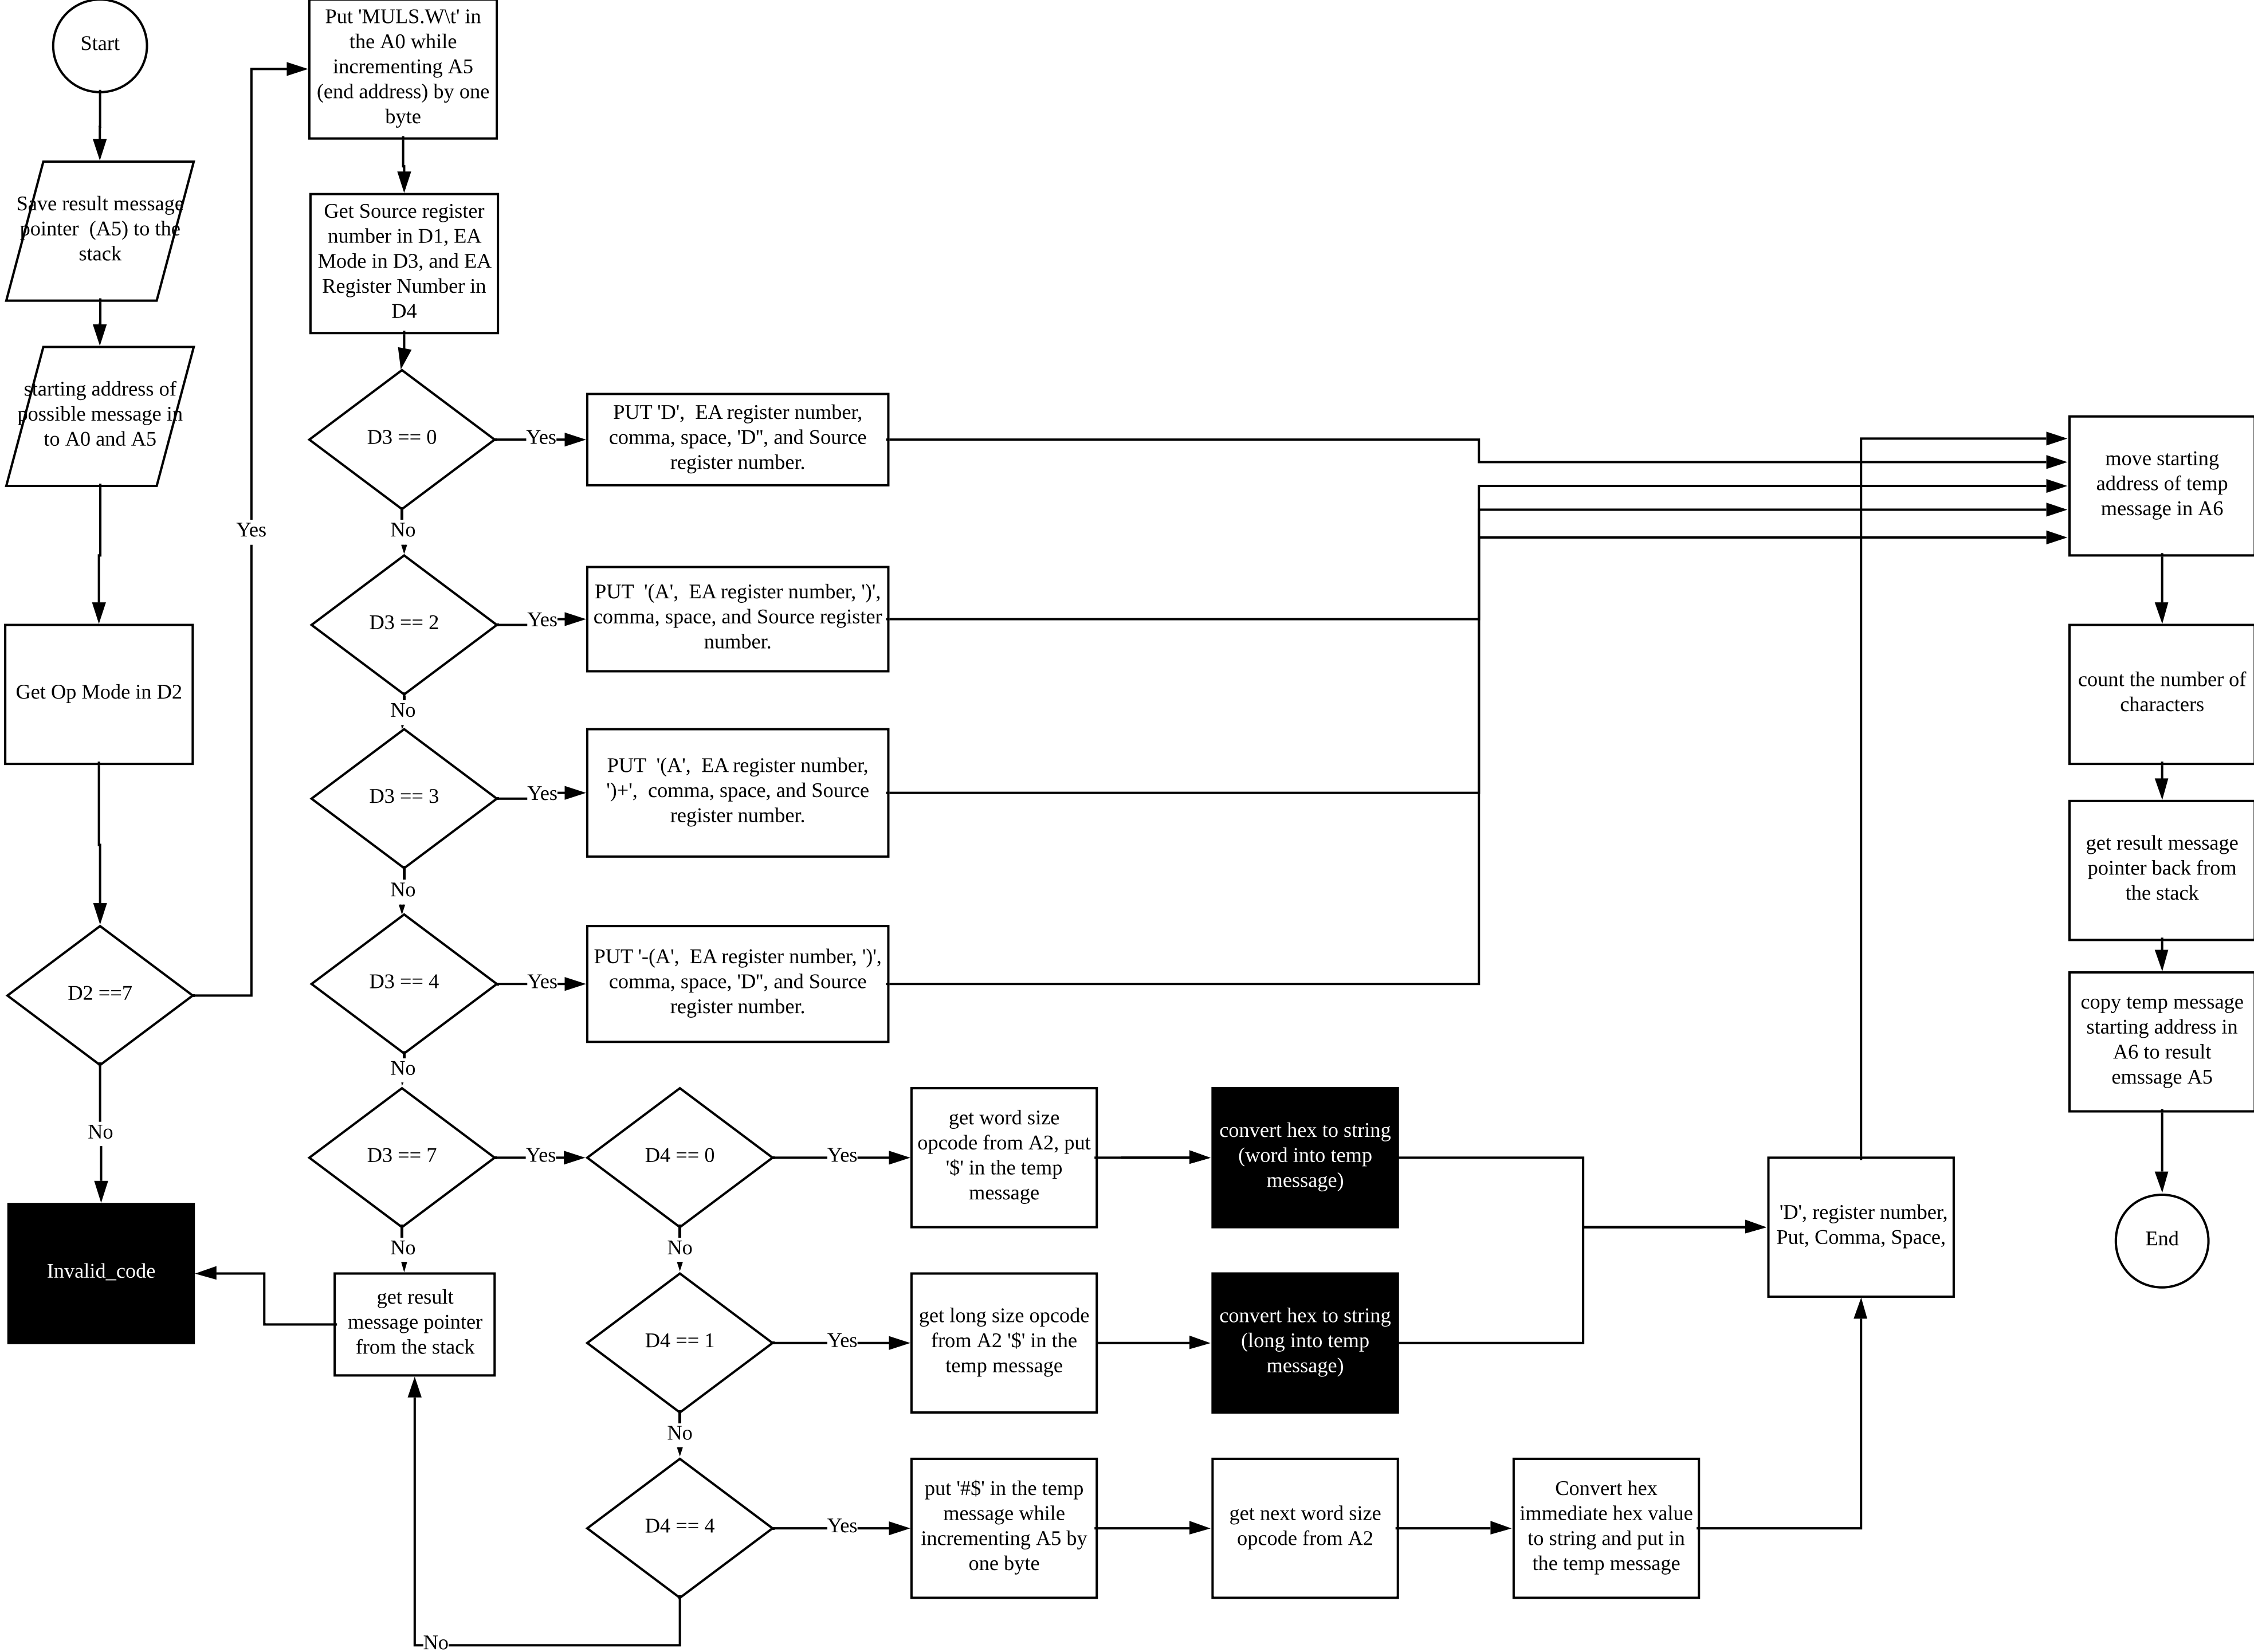 Start
Save result message
pointer  (A5) to the
stack
starting address of
possible message in
to A0 and A5
Get Op Mode in D2
D2 ==7
Yes
No
Invalid_code
Put 'MULS.W\t' in
the A0 while
incrementing A5
(end address) by one
byte
Get Source register
number in D1, EA
Mode in D3, and EA
Register Number in
D4
D3 == 0
Yes
PUT 'D',  EA register number,
comma, space, 'D", and Source
register number.
No
D3 == 2
Yes
PUT  '(A',  EA register number, ')',
comma, space, and Source register
number.
No
D3 == 3
Yes
PUT  '(A',  EA register number,
')+',  comma, space, and Source
register number.
No
D3 == 4
Yes
PUT '-(A',  EA register number, ')',
comma, space, 'D", and Source
register number.
No
D3 == 7
Yes
No
get result
message pointer
from the stack
D4 == 0
Yes
get word size
opcode from A2, put
'$' in the temp
message
convert hex to string
(word into temp
message)
No
D4 == 1
Yes
get long size opcode
from A2 '$' in the
temp message
convert hex to string
(long into temp
message)
No
D4 == 4
Yes
put '#$' in the temp
message while
incrementing A5 by
one byte
get next word size
opcode from A2
Convert hex
immediate hex value
to string and put in
the temp message
No
'D', register number,
Put, Comma, Space,
move starting
address of temp
message in A6
count the number of
characters
get result message
pointer back from
the stack
copy temp message
starting address in
A6 to result
emssage A5
End